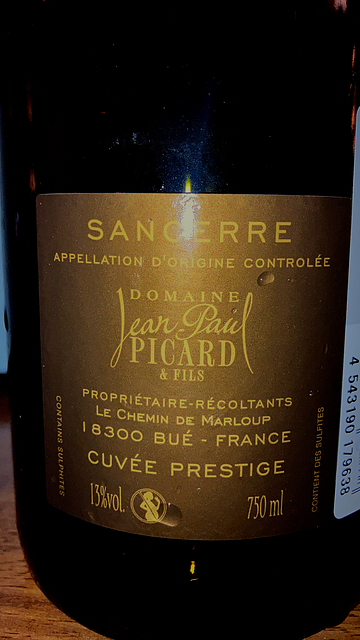 SANCERRE
APPELLATION D'ORIGINE CONTROLÉE
DOMAINE
Jean-Paul
PICARD
& FILS
PROPRIÉTAIRE-RÉCOLTANTS
LE CHEMIN DE MARLOUP
18300 BUÉ - FRANCE
CUVÉE PRESTIGE
13%vol.
750 ml
CONTAINS SULPHITES
CONTIENT DES SULFITES
4 543190 179638